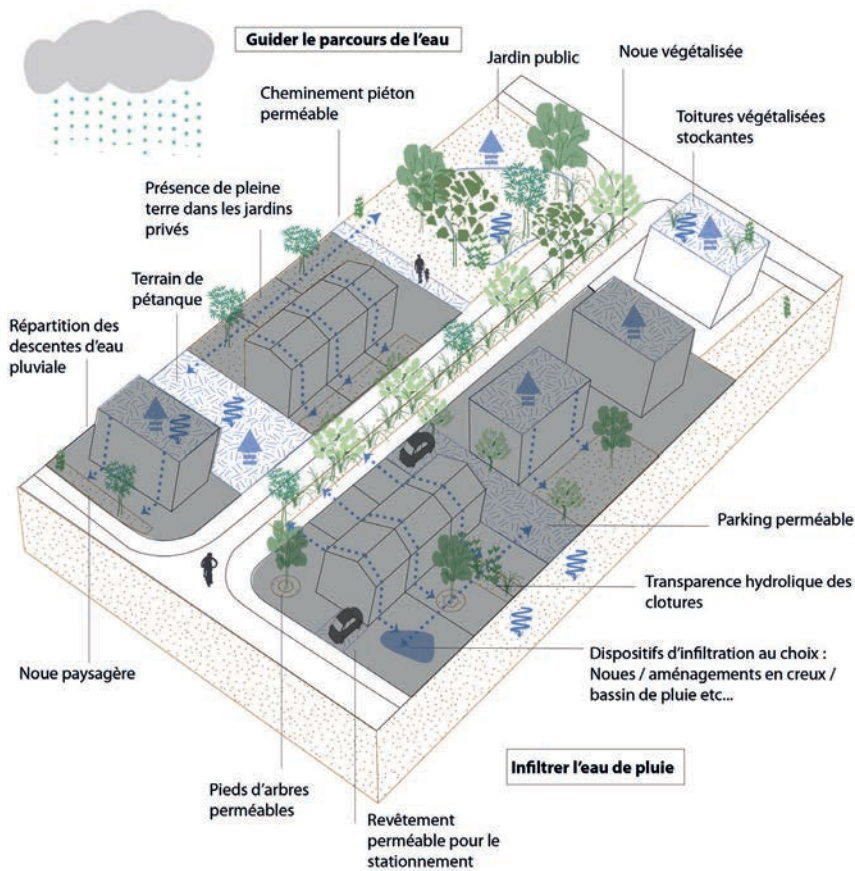 Guider le parcours de l'eau
Jardin public
Noue végétalisée
Cheminement piéton
perméable
Toitures végétalisées
stockantes
Présence de pleine
terre dans les jardins
privés
Terrain de
pétanque
Répartition des
descentes d'eau
pluviale
Parking perméable
Transparence hydrolique des
clotures
Dispositifs d'infiltration au choix :
Noues / aménagements en creux /
bassin de pluie etc...
Noue paysagère
Infiltrer l'eau de pluie
Pieds d'arbres
perméables
Revêtement
perméable pour le
stationnement